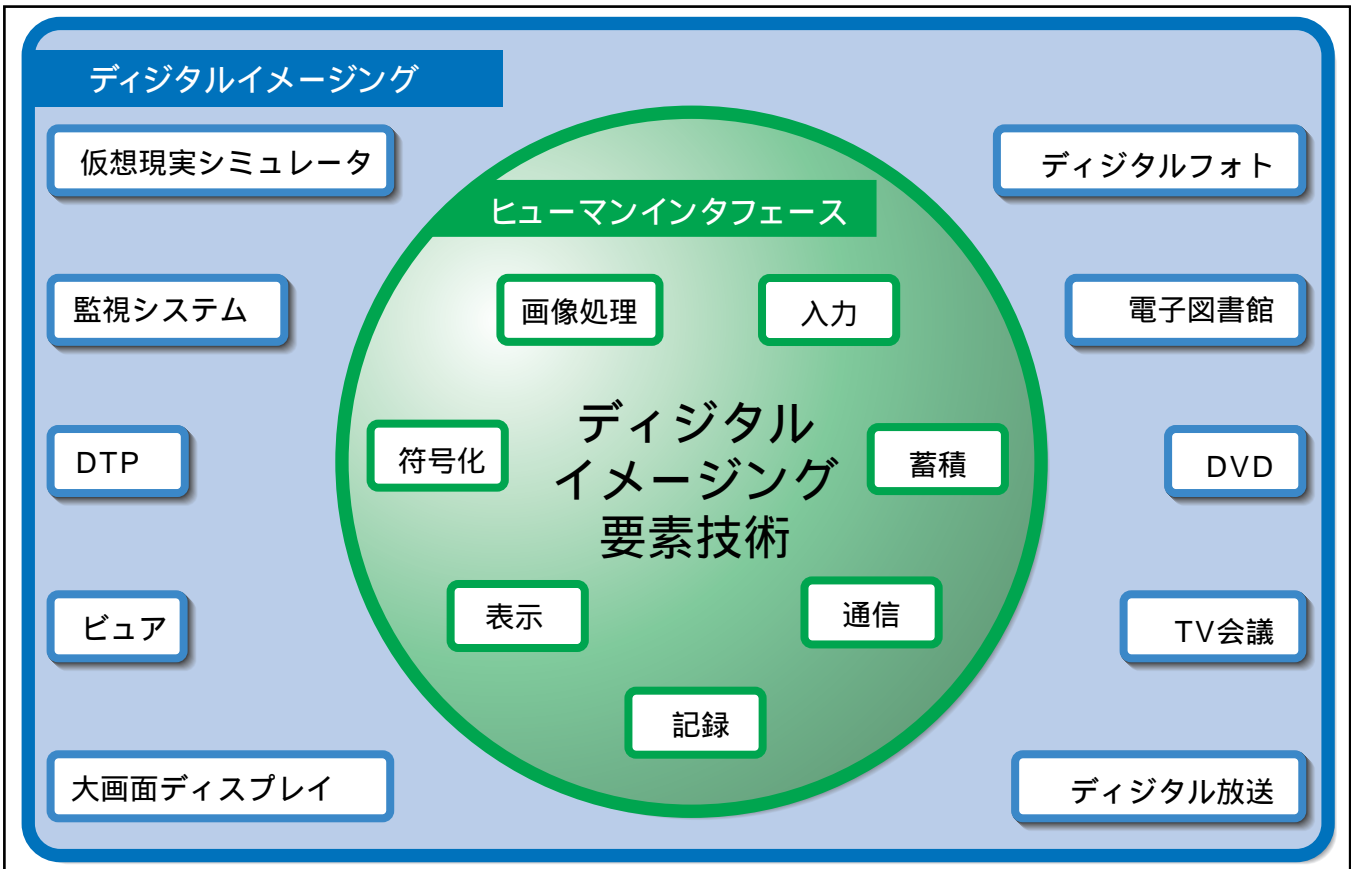 ディジタルイメージング
仮想現実シミュレータ
監視システム
DTP
ビュア
大画面ディスプレイ
ヒューマンインタフェース
画像処理
入力
符号化
ディジタル
イメージング
要素技術
蓄積
表示
通信
記録
ディジタルフォト
電子図書館
DVD
TV会議
ディジタル放送